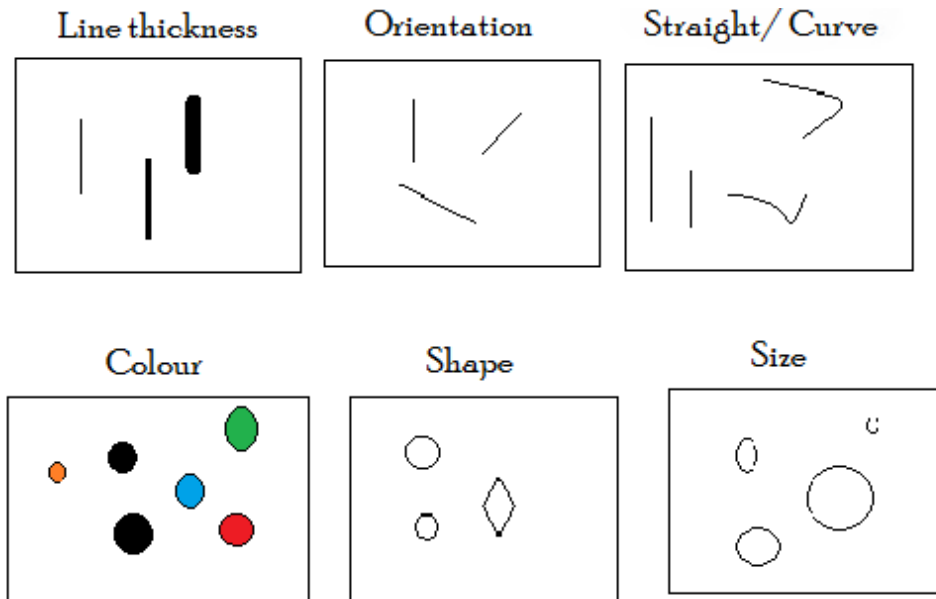 Line thickness
Orientation
Straight/ Curve
Colour
Shape
Size